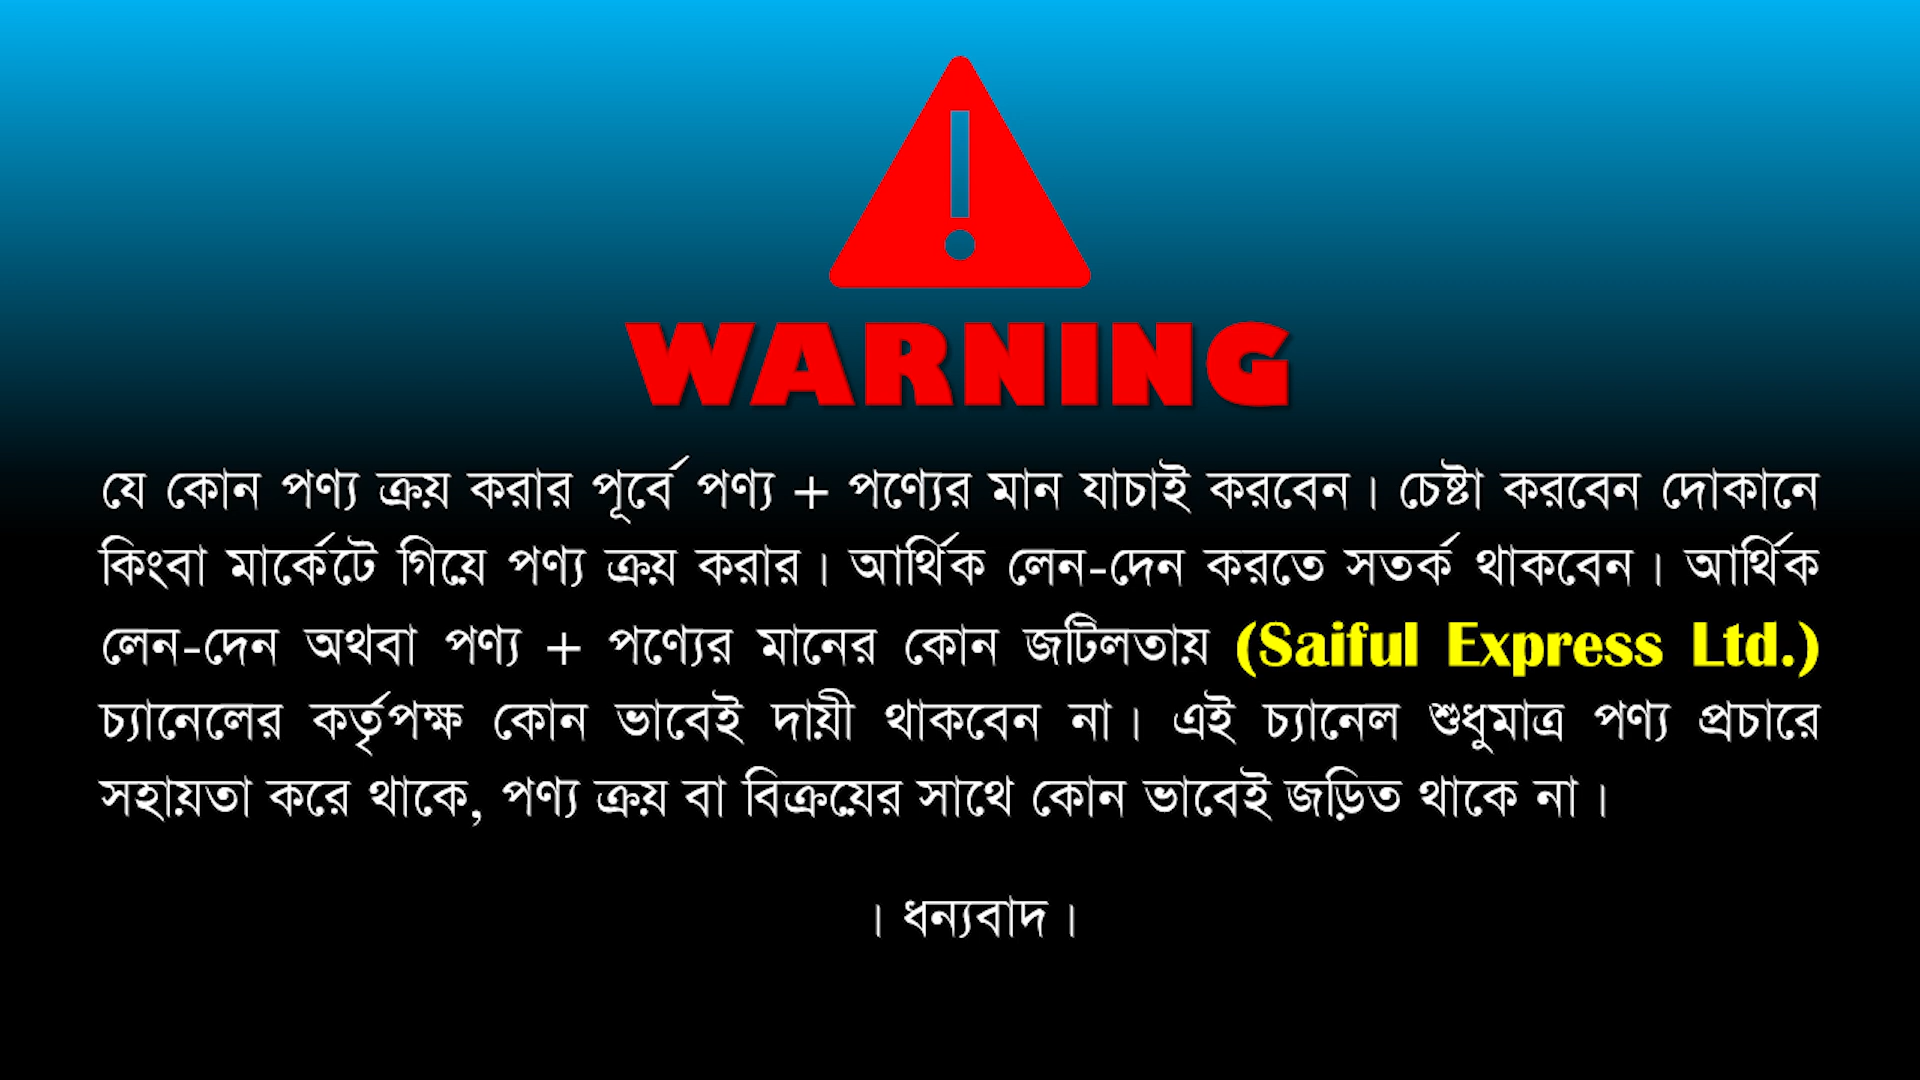 WARNING
যে কোন পণ্য ক্রয় করার পূর্বে পণ্য + পণ্যের মান যাচাই করবেন। চেষ্টা করবেন দোকানে
কিংবা মার্কেটে গিয়ে পণ্য ক্রয় করার। আর্থিক লেন-দেন করতে সতর্ক থাকবেন। আর্থিক
লেন-দেন অথবা পণ্য + পণ্যের মানের কোন জটিলতায় (Saiful Express Ltd.)
চ্যানেলের কর্তৃপক্ষ কোন ভাবেই দায়ী থাকবেন না। এই চ্যানেল শুধুমাত্র পণ্য প্রচারে
সহায়তা করে থাকে, পণ্য ক্রয় বা বিক্রয়ের সাথে কোন ভাবেই জড়িত থাকে না।
। ধন্যবাদ।